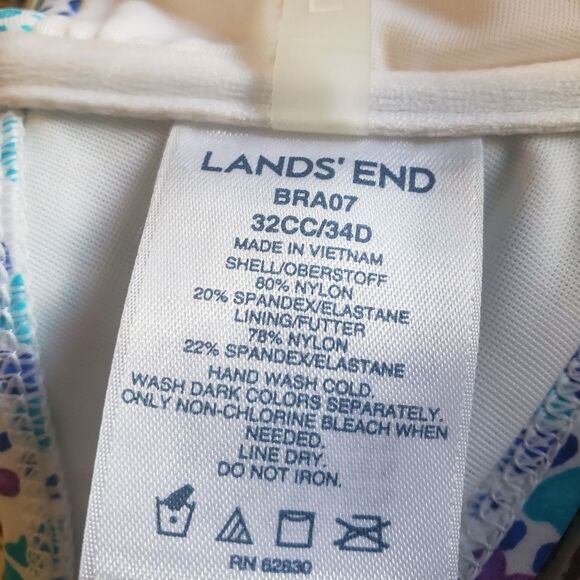 LANDS' END
BRA07
32CC/34D
MADE IN VIETNAM
SHELL/OBERSTOFF
80% NYLON
20% SPANDEX/ELASTANE
LINING/FUTTER
78% NYLON
22% SPANDEX/ELASTANE
HAND WASH COLD.
WASH DARK COLORS SEPARATELY.
ONLY NON-CHLORINE BLEACH WHEN
NEEDED.
LINE DRY.
DO NOT IRON.
RN 62830